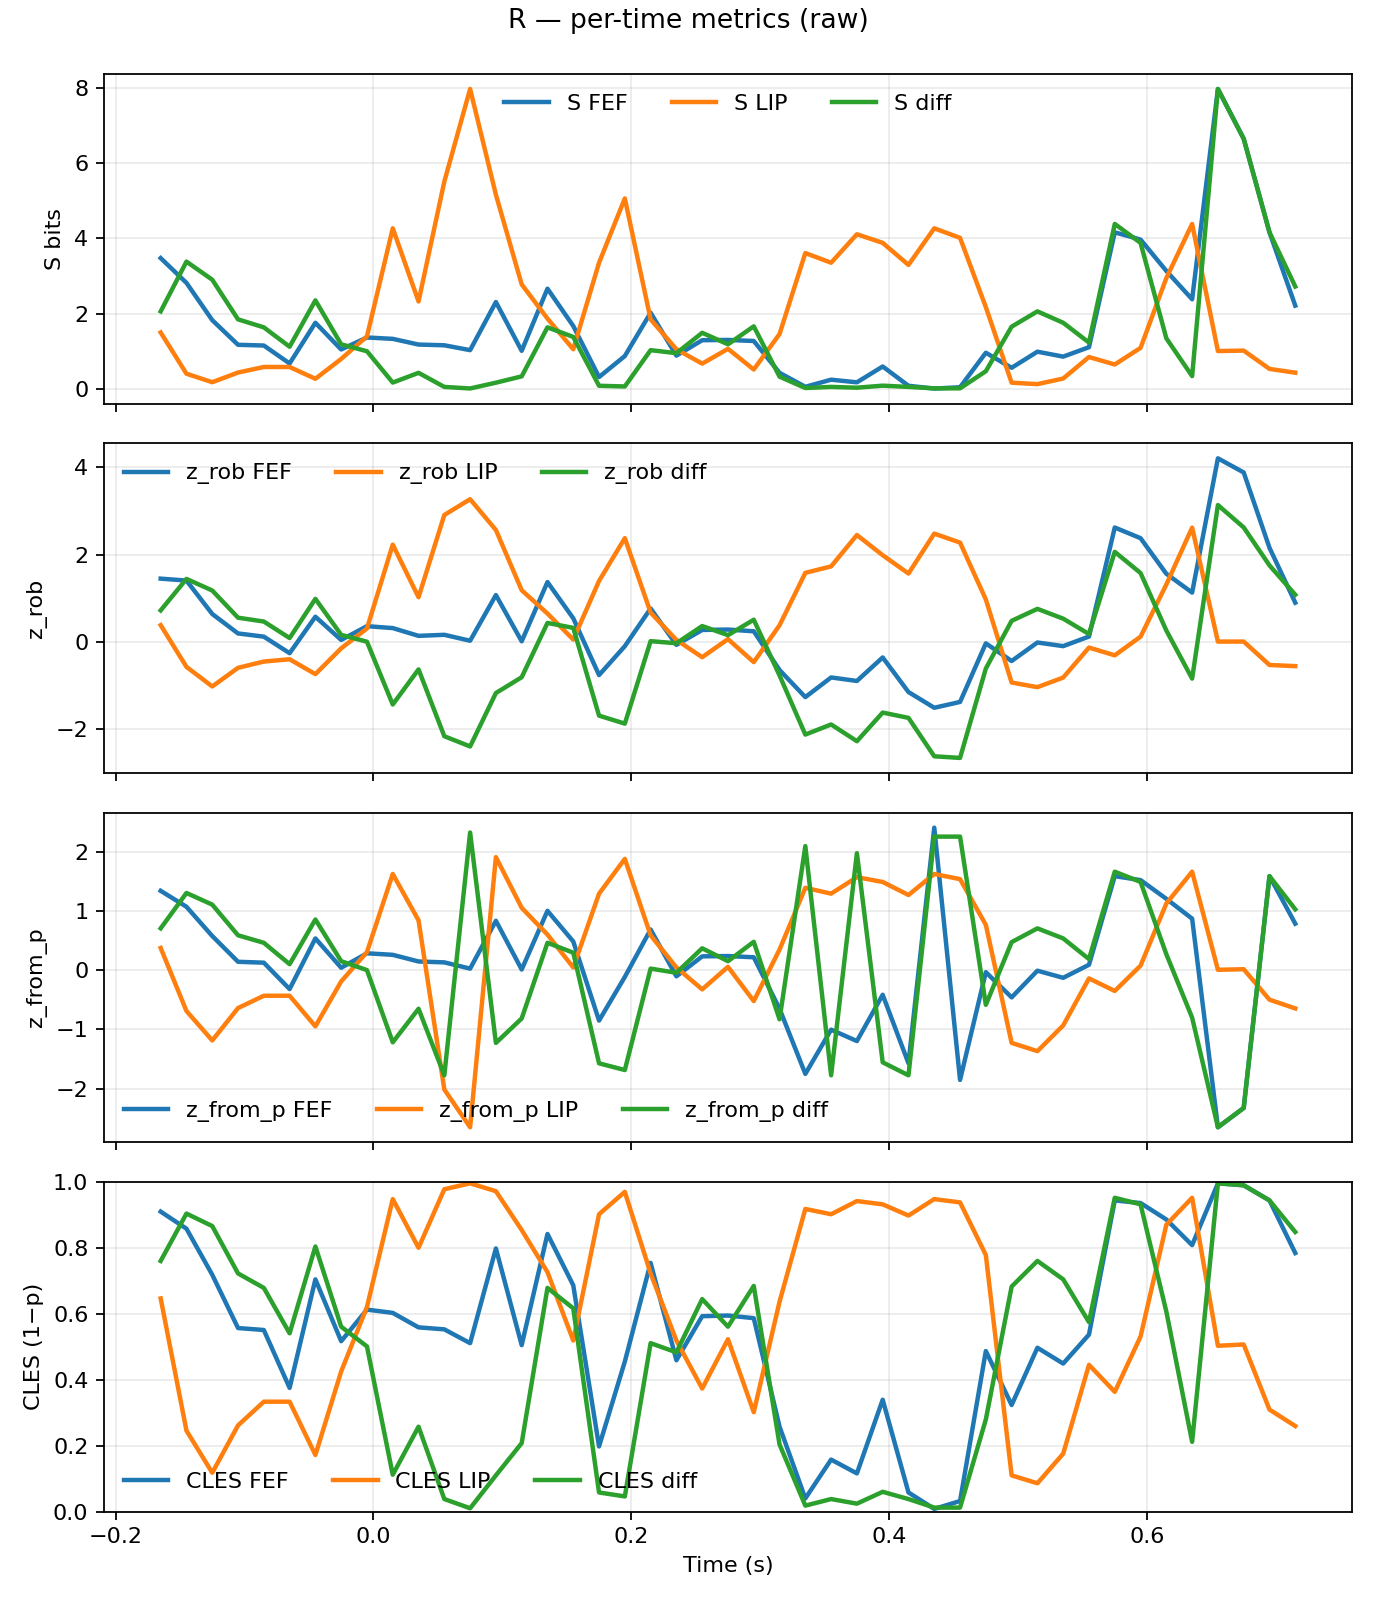 R — per-time metrics (raw)
S bits
8
6
4
2
0
S FEF S LIP S diff
z_rob
4
2
0
−2
z_rob FEF z_rob LIP z_rob diff
z_from_p
2
1
0
−1
−2
z_from_p FEF z_from_p LIP z_from_p diff
CLES (1−p)
1.0
0.8
0.6
0.4
0.2
0.0
CLES FEF CLES LIP CLES diff
−0.2 0.0 0.2 0.4 0.6
Time (s)